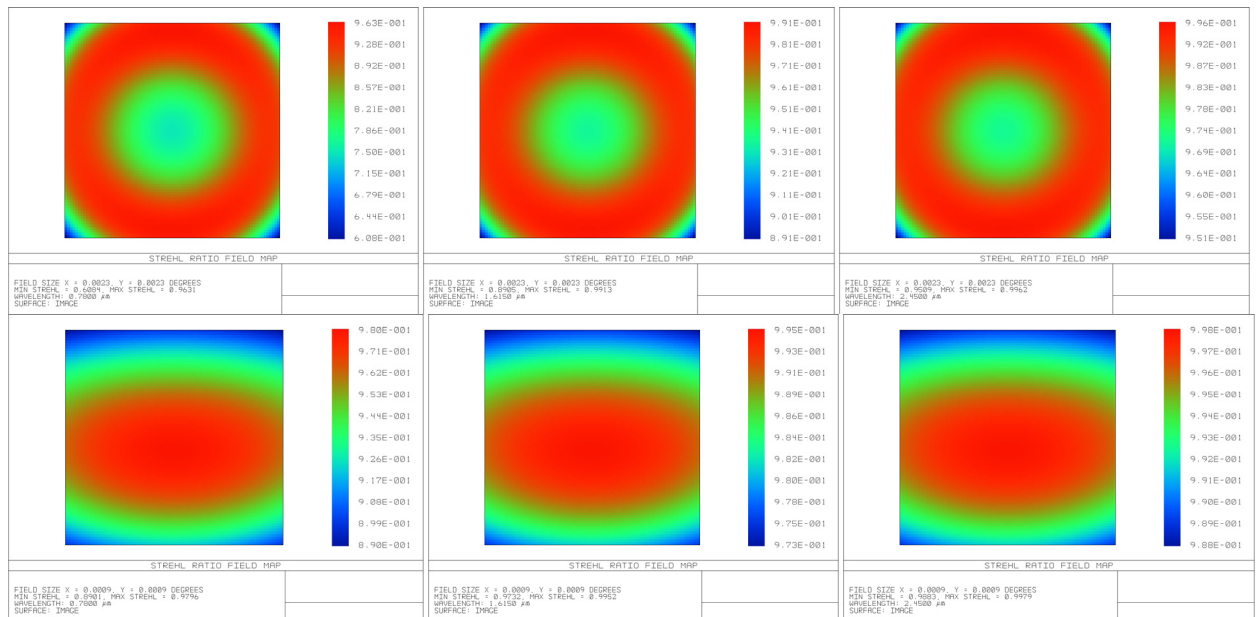 9.63E-001
9.28E-001
8.92E-001
8.57E-001
8.21E-001
7.86E-001
7.50E-001
7.15E-001
6.79E-001
6.44E-001
6.08E-001
STREHL RATIO FIELD MAP
FIELD SIZE X = 0.0023, Y = 0.0023 DEGREES
MIN STREHL = 0.6084, MAX STREHL = 0.9631
WAVELENGTH: 0.7800 µm
SURFACE: IMAGE
9.91E-001
9.81E-001
9.71E-001
9.61E-001
9.51E-001
9.41E-001
9.31E-001
9.21E-001
9.11E-001
9.01E-001
8.91E-001
STREHL RATIO FIELD MAP
FIELD SIZE X = 0.0023, Y = 0.0023 DEGREES
MIN STREHL = 0.8905, MAX STREHL = 0.9913
WAVELENGTH: 1.6150 µm
SURFACE: IMAGE
9.96E-001
9.92E-001
9.87E-001
9.83E-001
9.78E-001
9.74E-001
9.69E-001
9.64E-001
9.60E-001
9.55E-001
9.51E-001
STREHL RATIO FIELD MAP
FIELD SIZE X = 0.0023, Y = 0.0023 DEGREES
MIN STREHL = 0.9509, MAX STREHL = 0.9962
WAVELENGTH: 2.4500 µm
SURFACE: IMAGE
9.80E-001
9.71E-001
9.62E-001
9.53E-001
9.44E-001
9.35E-001
9.26E-001
9.17E-001
9.08E-001
8.99E-001
8.90E-001
STREHL RATIO FIELD MAP
FIELD SIZE X = 0.0009, Y = 0.0009 DEGREES
MIN STREHL = 0.8901, MAX STREHL = 0.9796
WAVELENGTH: 0.7800 µm
SURFACE: IMAGE
9.95E-001
9.93E-001
9.91E-001
9.89E-001
9.86E-001
9.84E-001
9.82E-001
9.80E-001
9.78E-001
9.75E-001
9.73E-001
STREHL RATIO FIELD MAP
FIELD SIZE X = 0.0009, Y = 0.0009 DEGREES
MIN STREHL = 0.9732, MAX STREHL = 0.9952
WAVELENGTH: 1.6150 µm
SURFACE: IMAGE
9.98E-001
9.97E-001
9.96E-001
9.95E-001
9.94E-001
9.93E-001
9.92E-001
9.91E-001
9.90E-001
9.89E-001
9.88E-001
STREHL RATIO FIELD MAP
FIELD SIZE X = 0.0009, Y = 0.0009 DEGREES
MIN STREHL = 0.9883, MAX STREHL = 0.9979
WAVELENGTH: 2.4500 µm
SURFACE: IMAGE